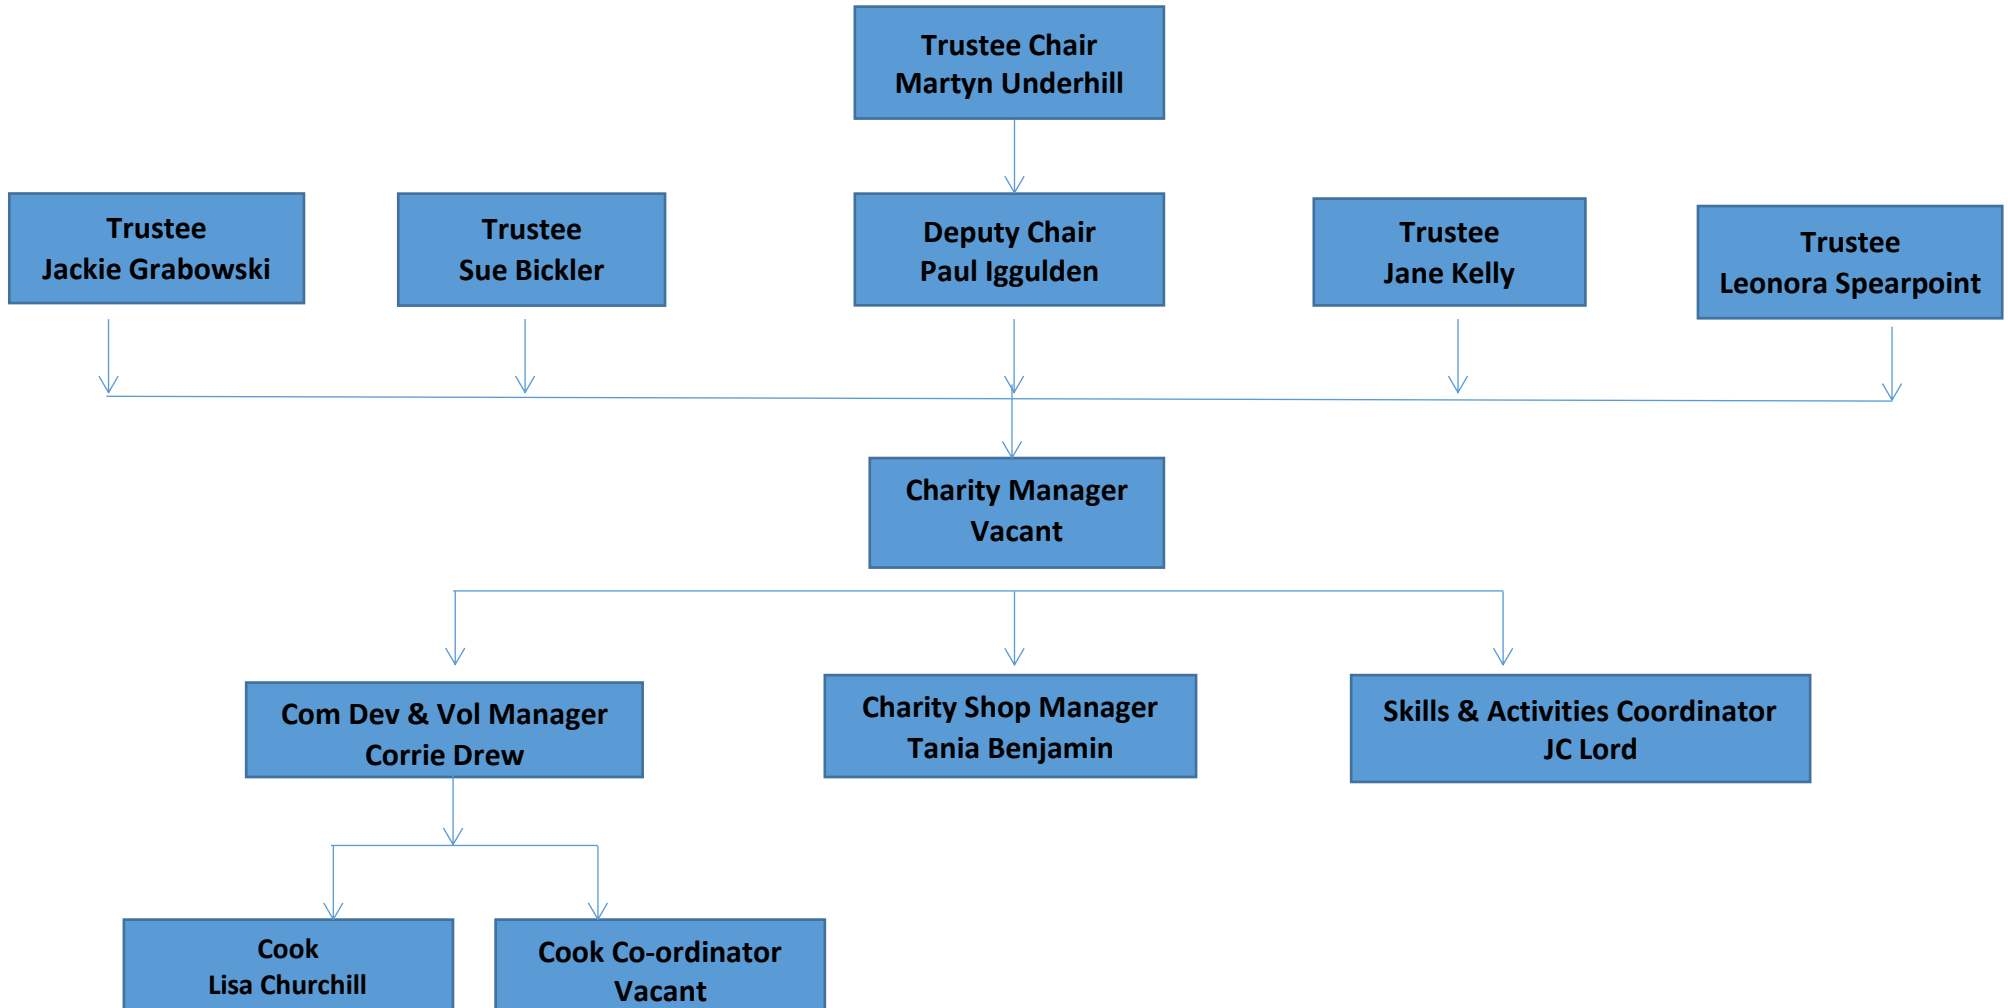 Trustee Chair
Martyn Underhill
Trustee
Jackie Grabowski
Trustee
Sue Bickler
Deputy Chair
Paul Iggulden
Trustee
Jane Kelly
Trustee
Leonora Spearpoint
Charity Manager
Vacant
Com Dev & Vol Manager
Corrie Drew
Charity Shop Manager
Tania Benjamin
Skills & Activities Coordinator
JC Lord
Cook
Lisa Churchill
Cook Co-ordinator
Vacant